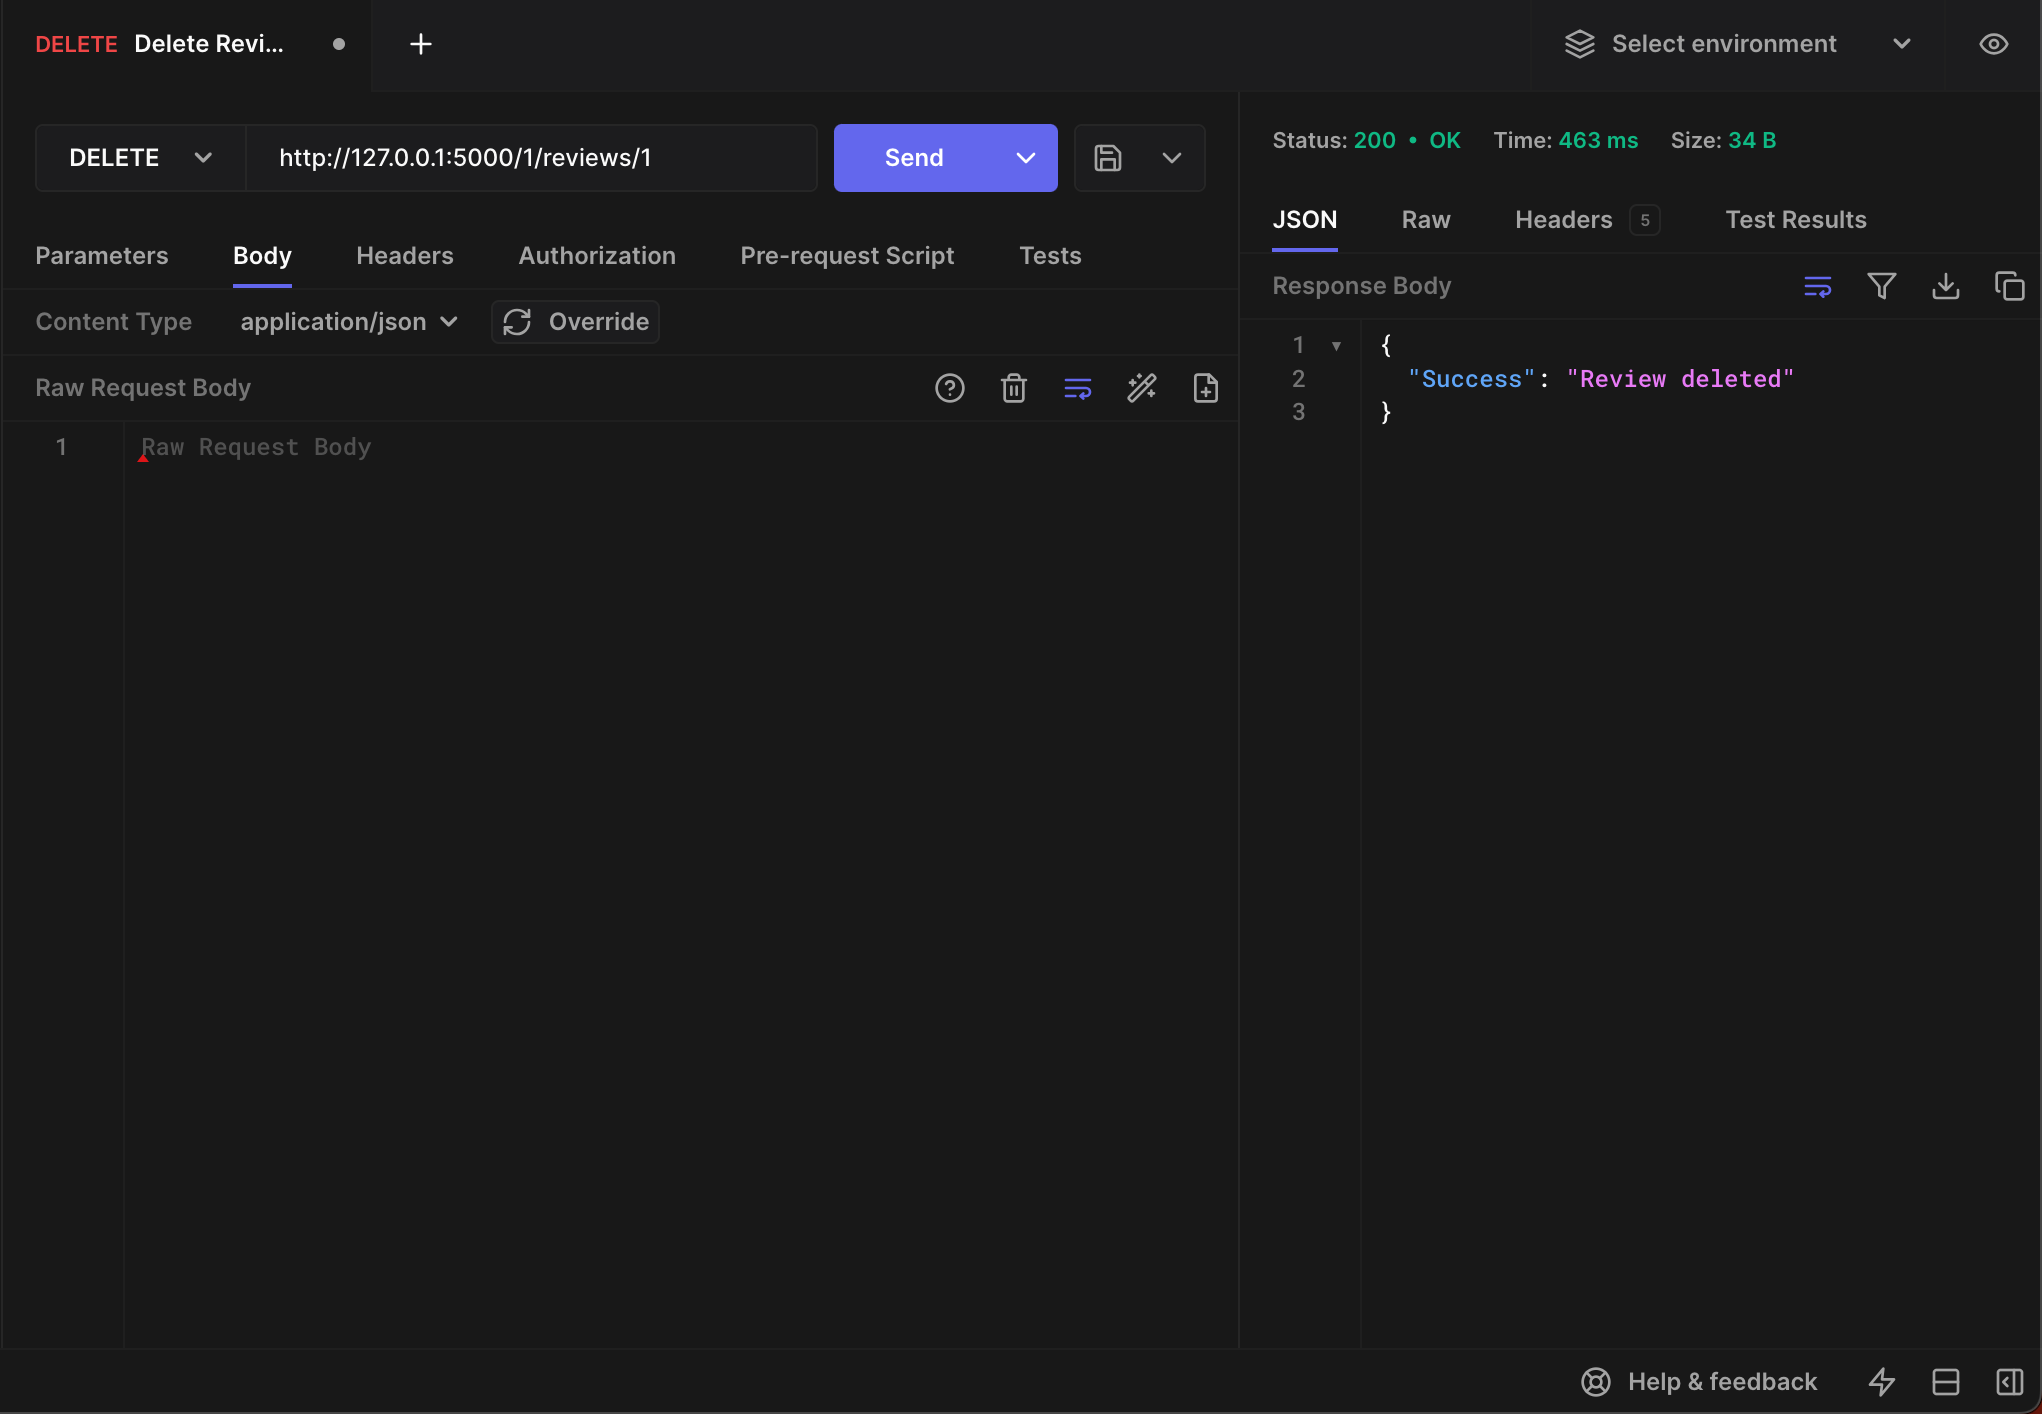 DELETE Delete Revi...
Select environment
DELETE
http://127.0.0.1:5000/1/reviews/1
Send
Parameters Body Headers Authorization Pre-request Script Tests
Content Type application/json Override
Raw Request Body
1 Raw Request Body
Status: 200 • OK Time: 463 ms Size: 34 B
JSON Raw Headers 5 Test Results
Response Body
1 {
2 "Success": "Review deleted"
3 }
Help & feedback